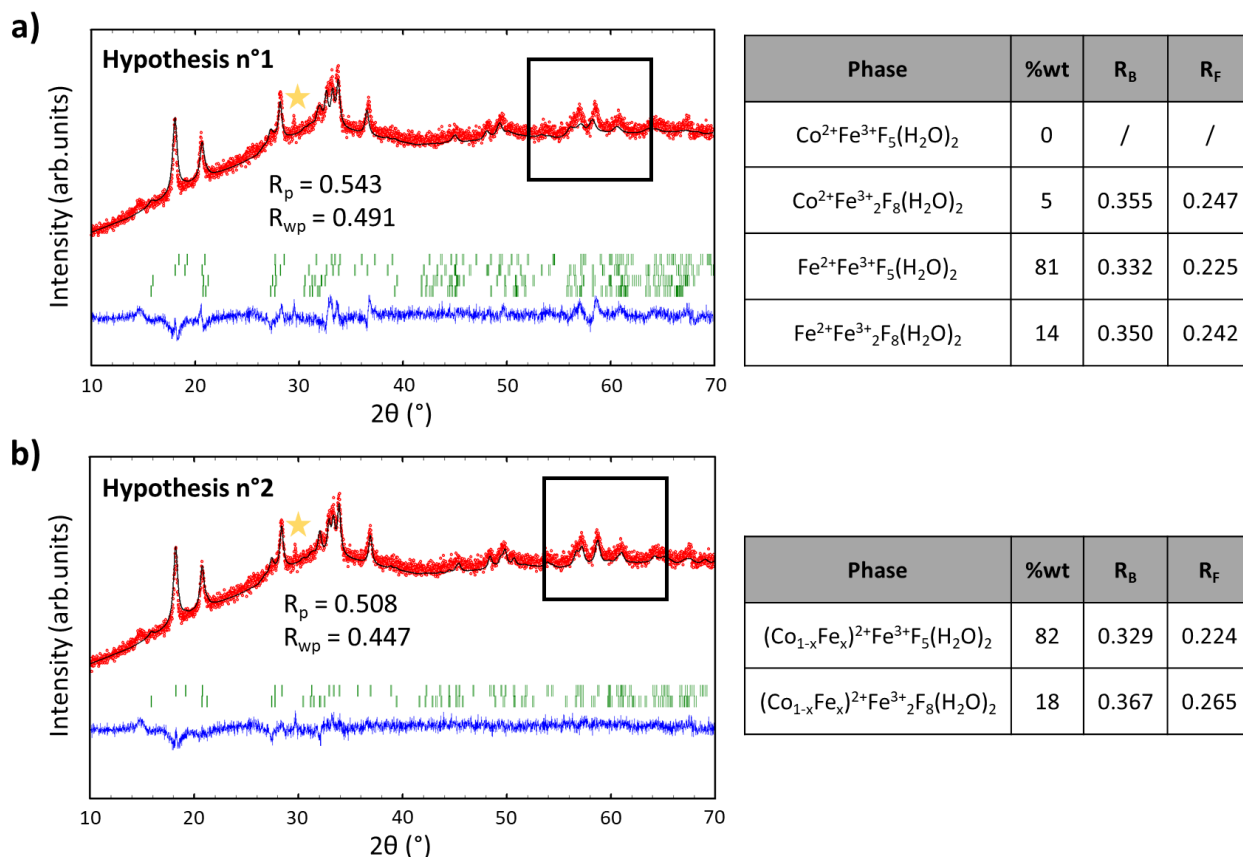 a)
Hypothesis n°1
Intensity (arb.units)
R_p = 0.543
R_wp = 0.491
10 20 30 40 50 60 70
2θ (°)
Phase %wt R_B R_F
Co²⁺Fe³⁺F₅(H₂O)₂ 0 / /
Co²⁺Fe³⁺₂F₈(H₂O)₂ 5 0.355 0.247
Fe²⁺Fe³⁺F₅(H₂O)₂ 81 0.332 0.225
Fe²⁺Fe³⁺₂F₈(H₂O)₂ 14 0.350 0.242
b)
Hypothesis n°2
Intensity (arb.units)
R_p = 0.508
R_wp = 0.447
10 20 30 40 50 60 70
2θ (°)
Phase %wt R_B R_F
(Co₁₋ₓFeₓ)²⁺Fe³⁺F₅(H₂O)₂ 82 0.329 0.224
(Co₁₋ₓFeₓ)²⁺Fe³⁺₂F₈(H₂O)₂ 18 0.367 0.265